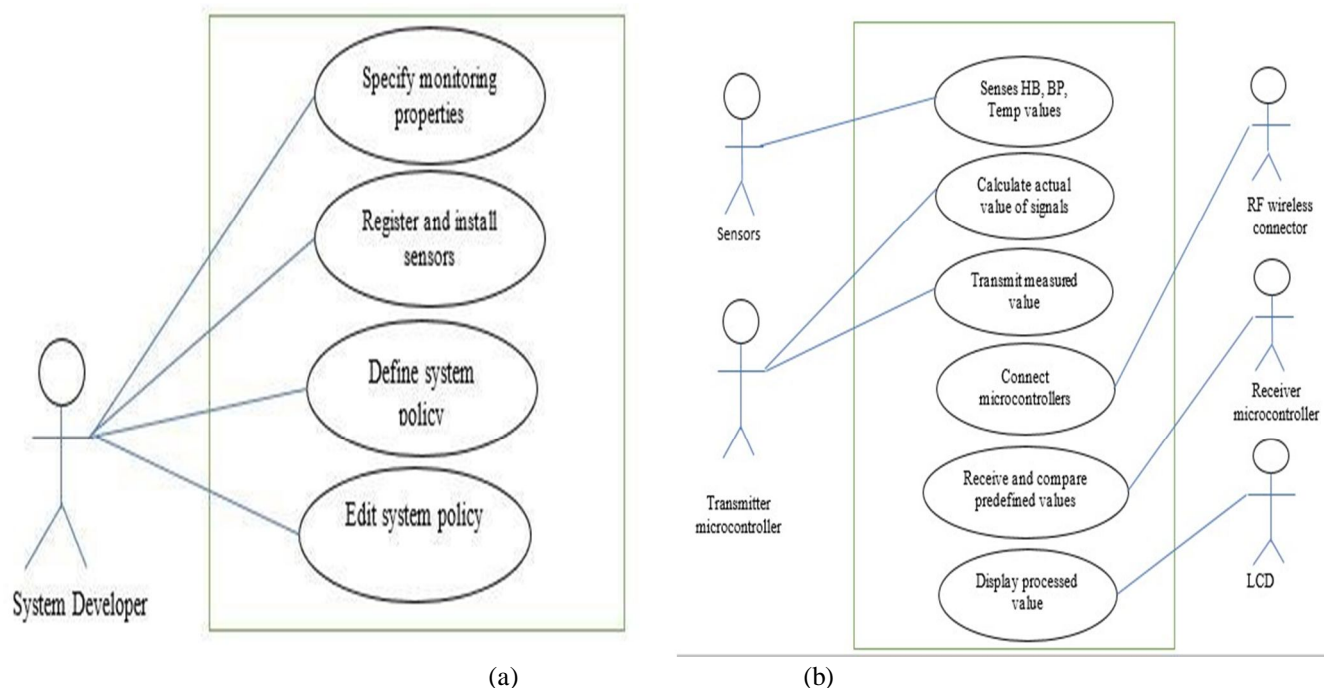 Specify monitoring
properties
Register and install
sensors
Define system
policy
Edit system policy
System Developer
(a)
Senses HB, BP,
Temp values
Calculate actual
value of signals
Transmit measured
value
Connect
microcontrollers
Receive and compare
predefined values
Display processed
value
Sensors
Transmitter
microcontroller
RF wireless
connector
Receiver
microcontroller
LCD
(b)